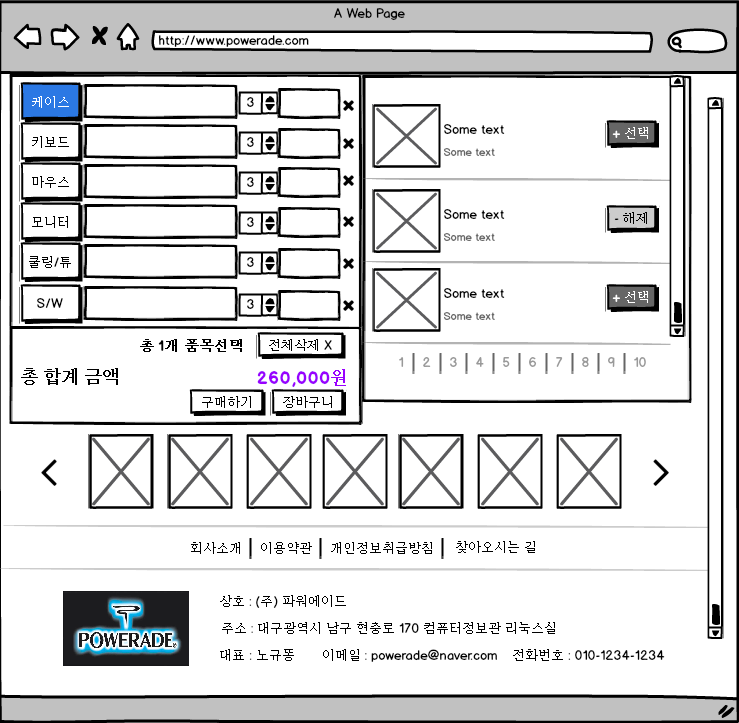 A Web Page
http://www.powerade.com
케이스 3
키보드 3
마우스 3
모니터 3
쿨링/튜 3
S/W 3
총 1개 품목선택 전체삭제 X
총 합계 금액 260,000원
구매하기 장바구니
Some text
Some text
+ 선택
Some text
Some text
- 해제
Some text
Some text
+ 선택
1 | 2 | 3 | 4 | 5 | 6 | 7 | 8 | 9 | 10
회사소개 | 이용약관 | 개인정보취급방침 | 찾아오시는 길
POWERADE
상호 : (주) 파워에이드
주소 : 대구광역시 남구 현충로 170 컴퓨터정보관 리눅스실
대표 : 노규똥 이메일 : powerade@naver.com 전화번호 : 010-1234-1234